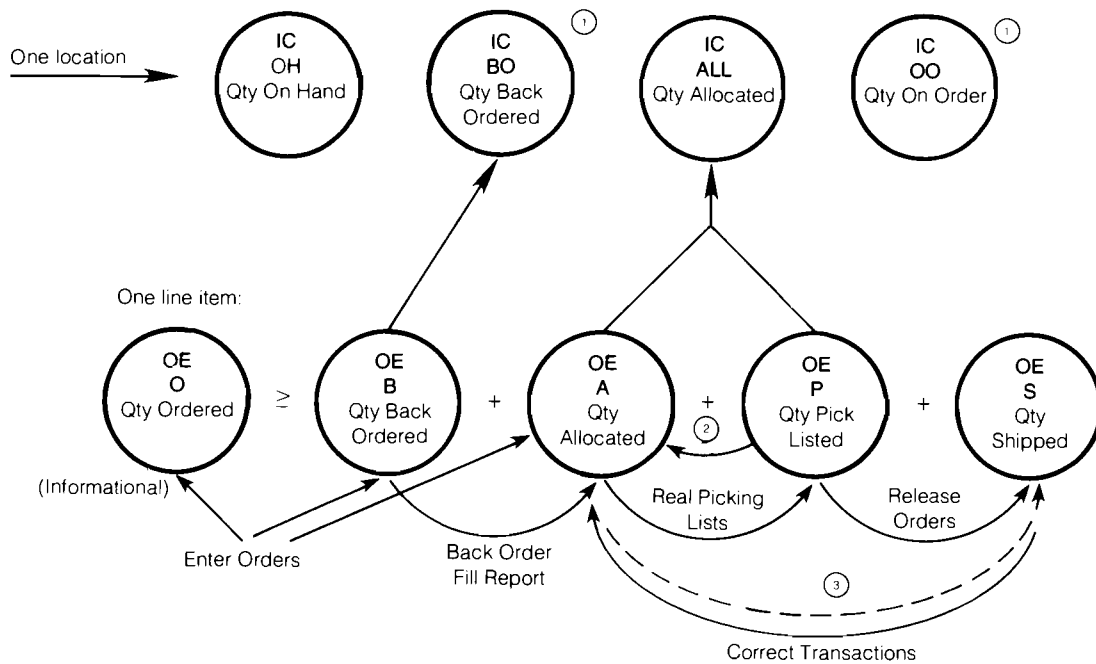 One location
IC
OH
Qty On Hand
IC
BO
Qty Back
Ordered
1
IC
ALL
Qty Allocated
IC
OO
Qty On Order
1
One line item:
OE
O
Qty Ordered
≥
OE
B
Qty Back
Ordered
+
OE
A
Qty
Allocated
+
2
OE
P
Qty Pick
Listed
+
OE
S
Qty
Shipped
(Informational)
Enter Orders
Back Order
Fill Report
Real Picking
Lists
Release
Orders
3
Correct Transactions